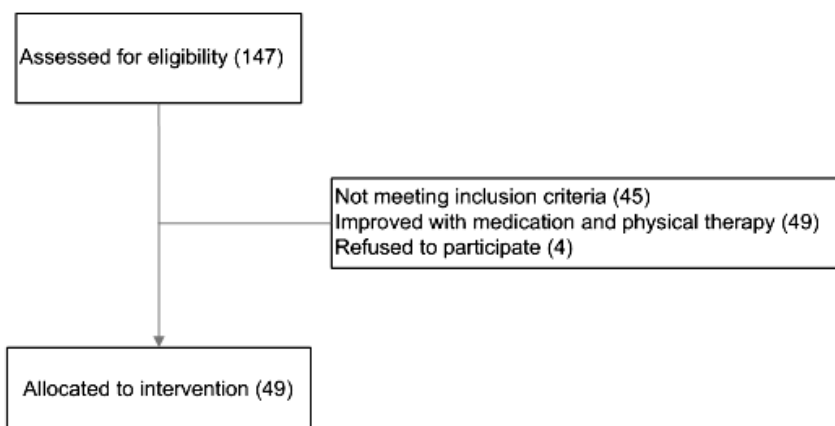 Assessed for eligibility (147)
Not meeting inclusion criteria (45)
Improved with medication and physical therapy (49)
Refused to participate (4)
Allocated to intervention (49)